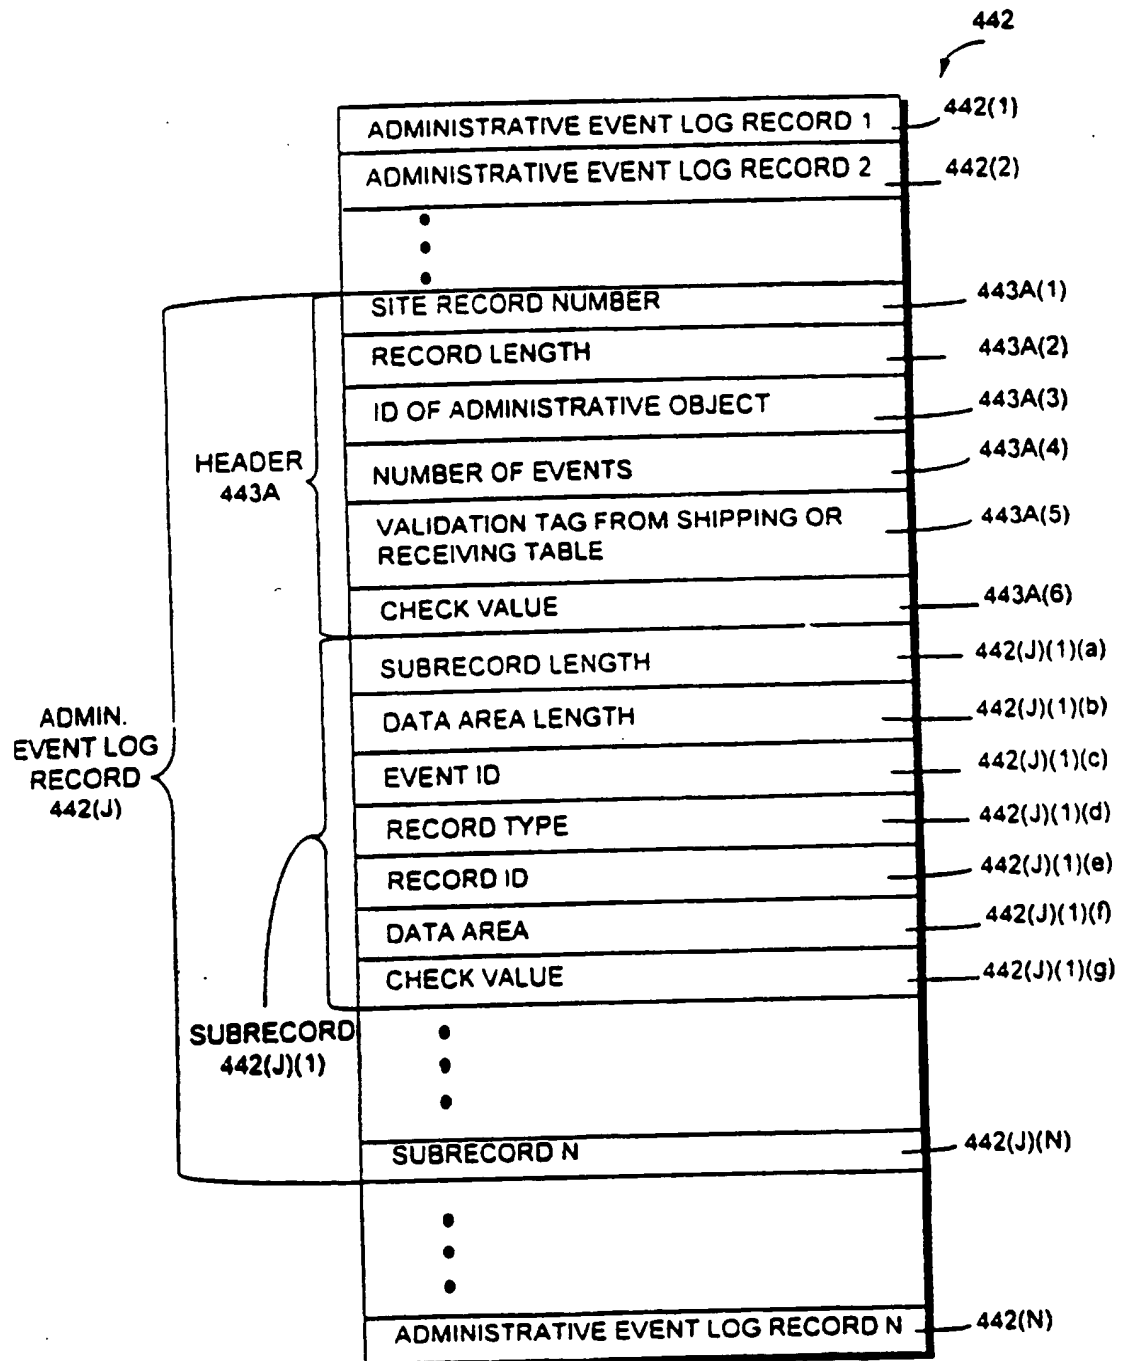 442
ADMINISTRATIVE EVENT LOG RECORD 1
442(1)
ADMINISTRATIVE EVENT LOG RECORD 2
442(2)
SITE RECORD NUMBER
443A(1)
RECORD LENGTH
443A(2)
ID OF ADMINISTRATIVE OBJECT
443A(3)
HEADER
443A
NUMBER OF EVENTS
443A(4)
VALIDATION TAG FROM SHIPPING OR
RECEIVING TABLE
443A(5)
CHECK VALUE
443A(6)
SUBRECORD LENGTH
442(J)(1)(a)
DATA AREA LENGTH
442(J)(1)(b)
ADMIN.
EVENT LOG
RECORD
442(J)
EVENT ID
442(J)(1)(c)
RECORD TYPE
442(J)(1)(d)
RECORD ID
442(J)(1)(e)
DATA AREA
442(J)(1)(f)
CHECK VALUE
442(J)(1)(g)
SUBRECORD
442(J)(1)
SUBRECORD N
442(J)(N)
ADMINISTRATIVE EVENT LOG RECORD N
442(N)